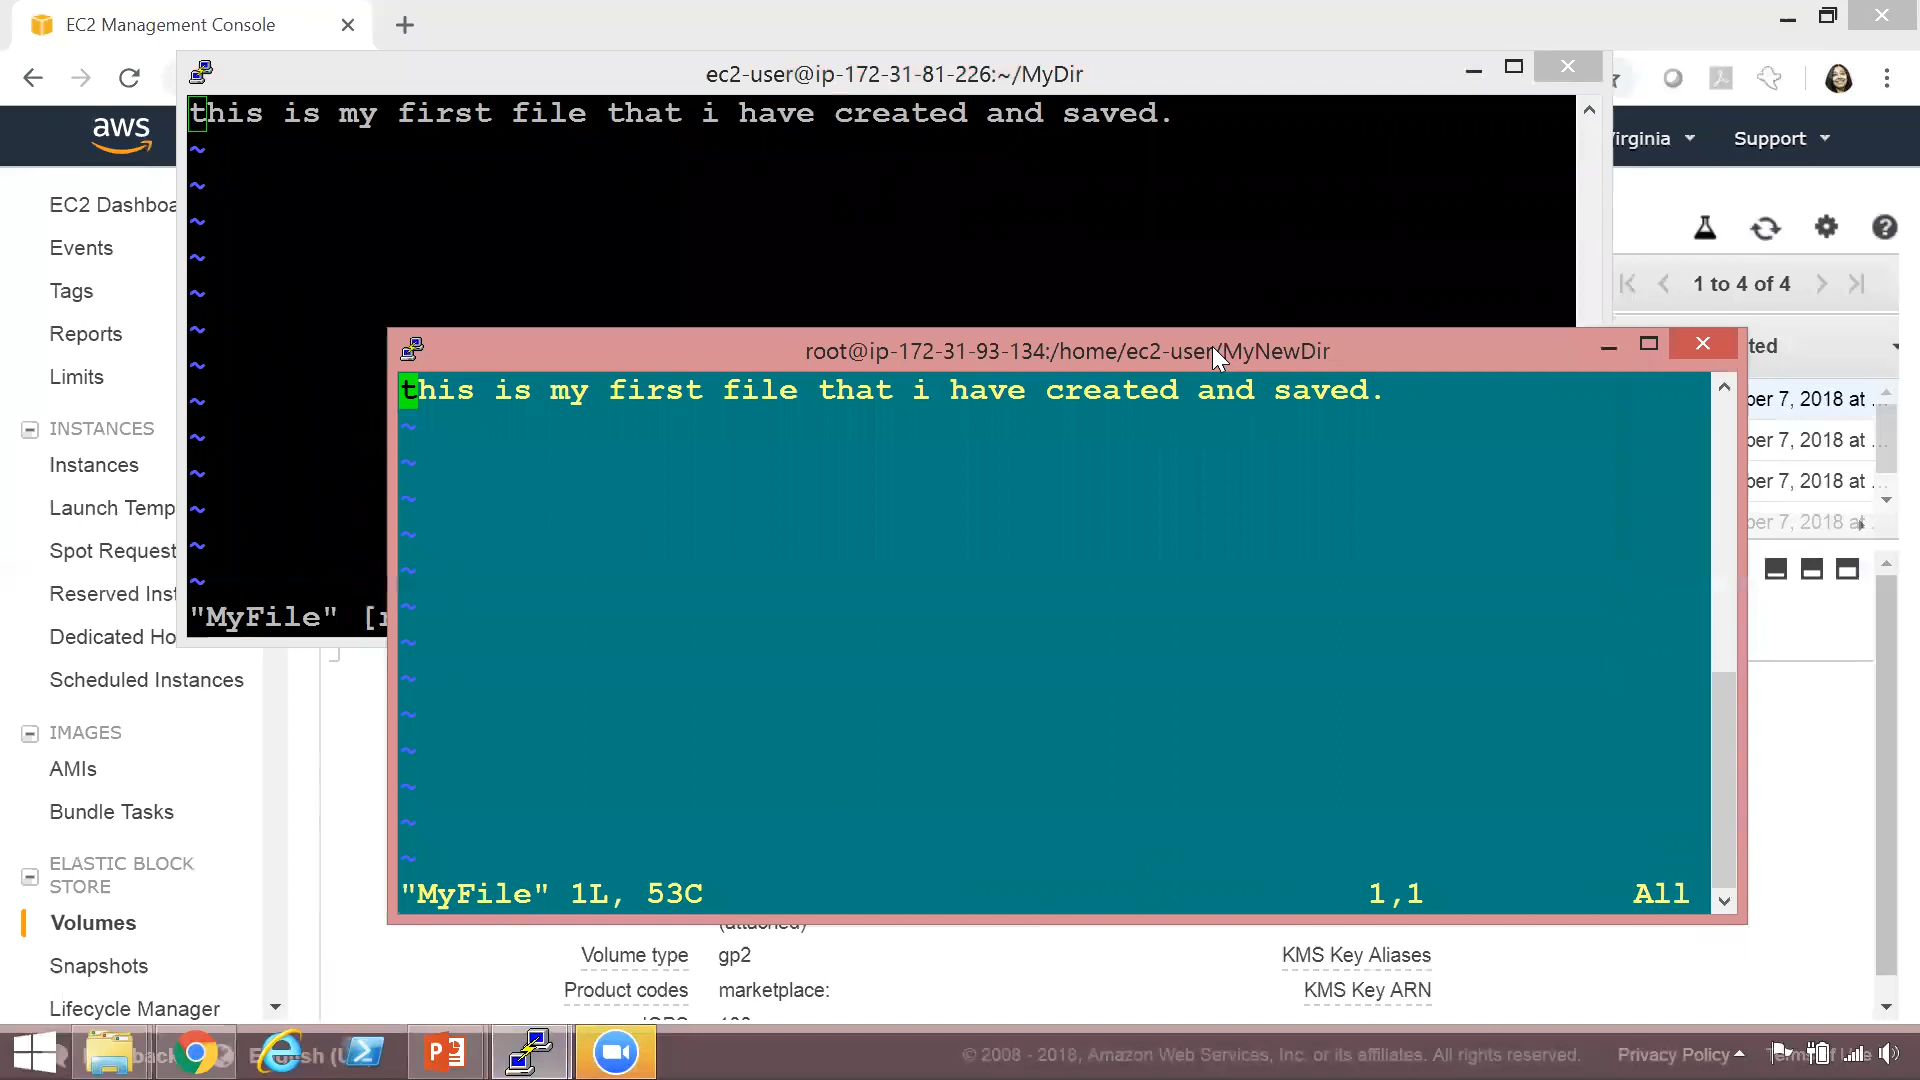 EC2 Management Console
ec2-user@ip-172-31-81-226:~/MyDir
this is my first file that i have created and saved.
~
~
~
~
~
~
~
~
~
~
~
~
~
"MyFile" [
aws
Support
EC2 Dashboa
Events
Tags
Reports
Limits
INSTANCES
Instances
Launch Temp
Spot Request
Reserved Inst
Dedicated Ho
Scheduled Instances
IMAGES
AMIs
Bundle Tasks
ELASTIC BLOCK
STORE
Volumes
Snapshots
Lifecycle Manager
1 to 4 of 4
ted
ber 7, 2018 at ...
ber 7, 2018 at ...
ber 7, 2018 at ...
ber 7, 2018 at ...
root@ip-172-31-93-134:/home/ec2-user/MyNewDir
this is my first file that i have created and saved.
~
~
~
~
~
~
~
~
~
~
~
~
~
"MyFile" 1L, 53C 1,1 All
(attached)
Volume type gp2 KMS Key Aliases
Product codes marketplace: KMS Key ARN
© 2008 - 2018, Amazon Web Services, Inc. or its affiliates. All rights reserved. Privacy Policy